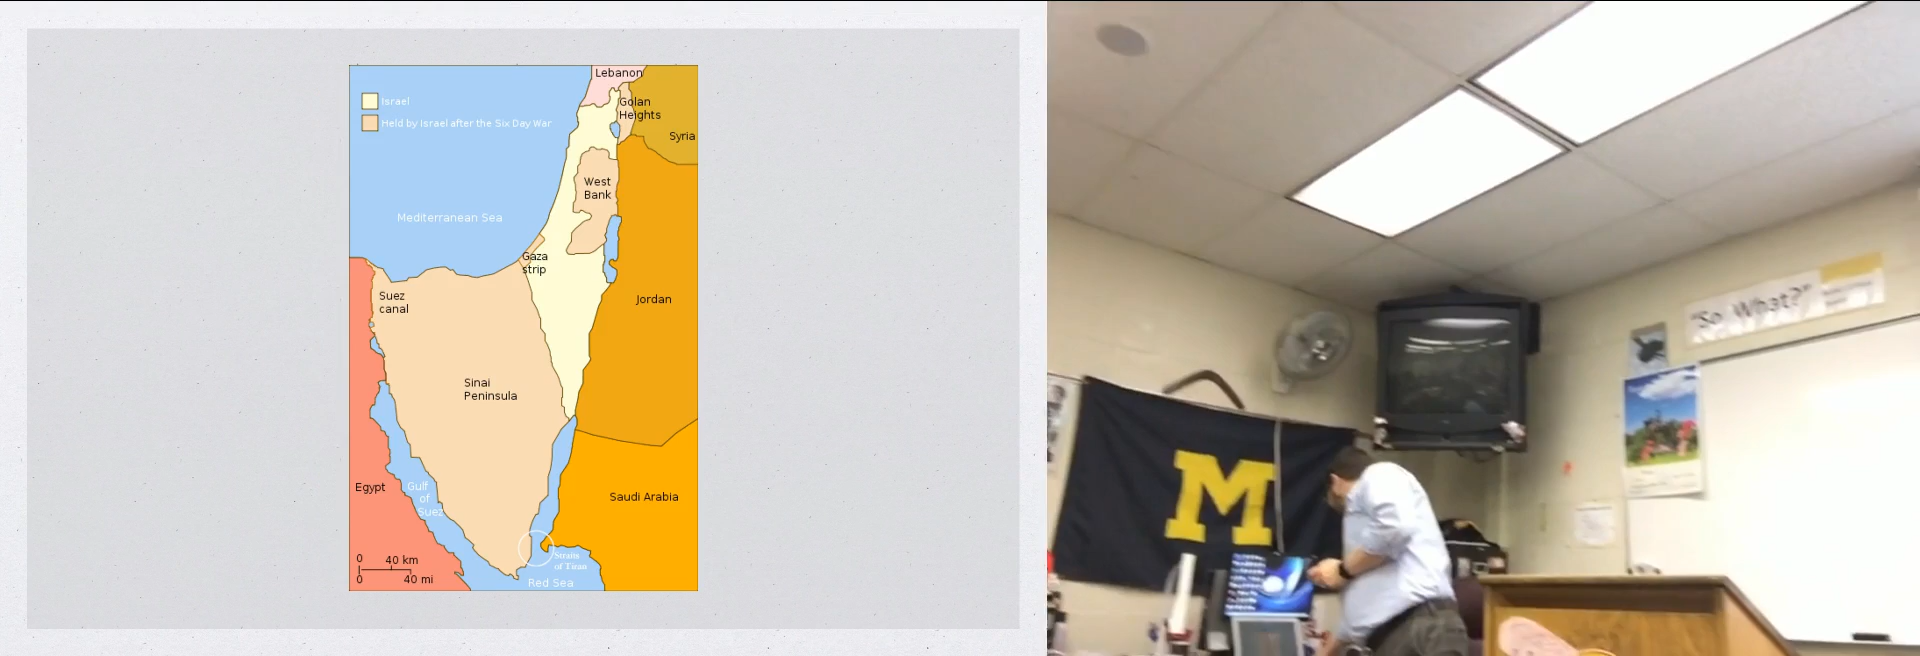 Lebanon
Israel
Golan
Heights
Held by Israel after the Six Day War
Syria
West
Bank
Mediterranean Sea
Gaza
strip
Suez
canal
Jordan
Sinai
Peninsula
Egypt
Gulf
of
Suez
Saudi Arabia
Straits
of Tiran
0 40 km
0 40 mi
Red Sea
"So What?"
M